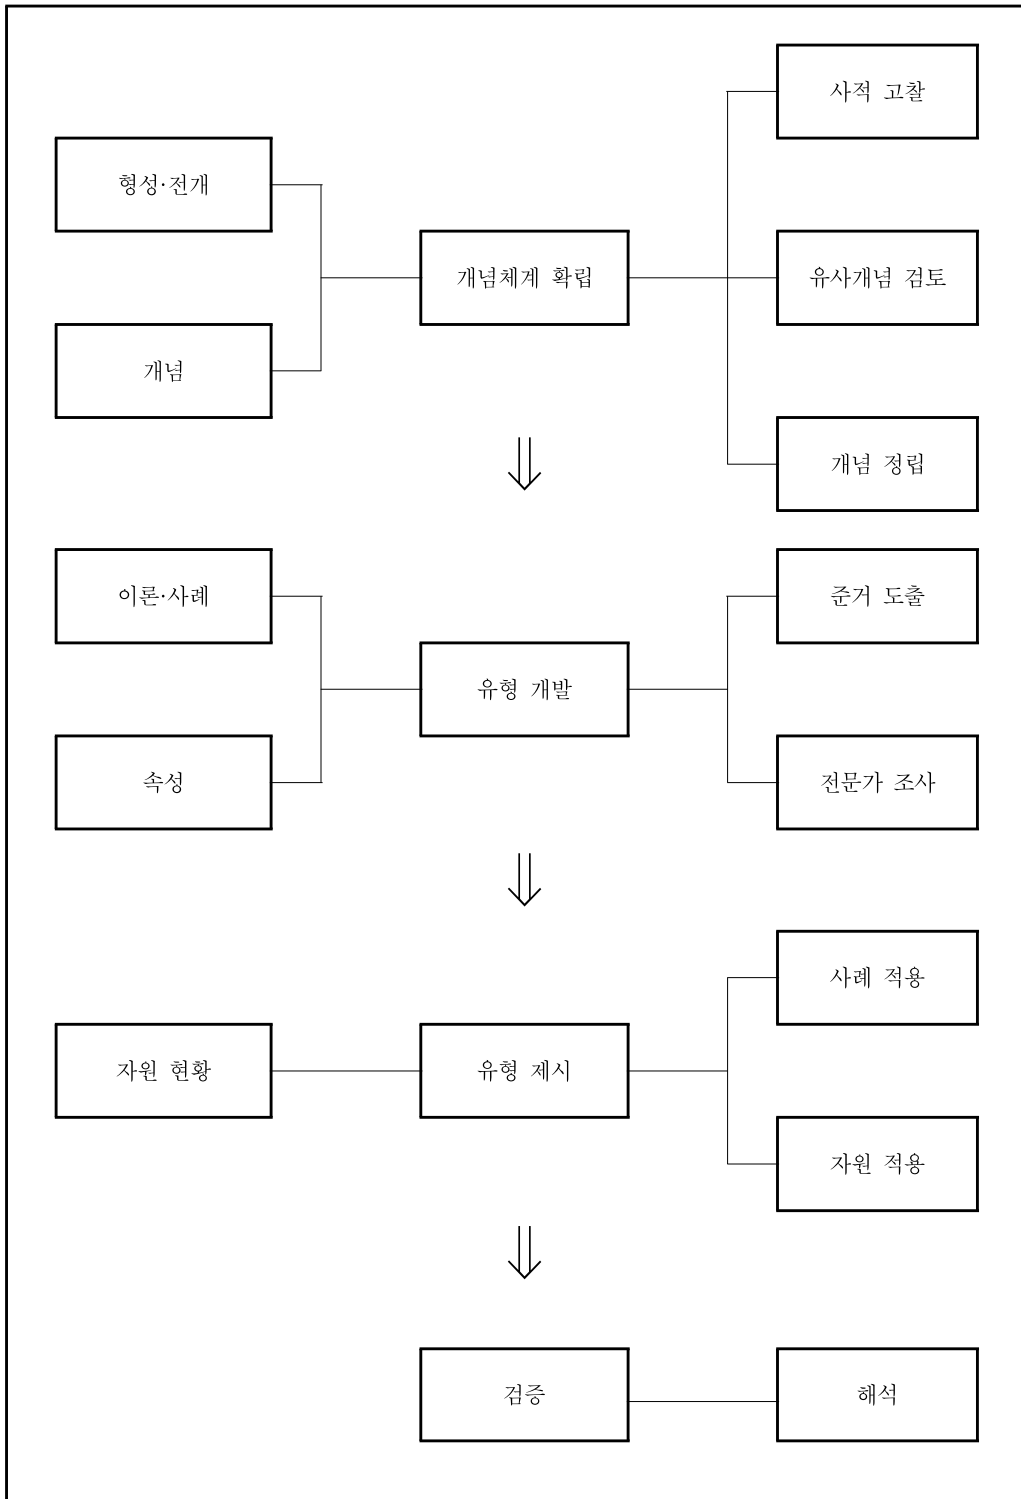 사적 고찰
형성·전개
개념체계 확립
유사개념 검토
개념
개념 정립
이론·사례
준거 도출
유형 개발
속성
전문가 조사
사례 적용
자원 현황
유형 제시
자원 적용
검증
해석